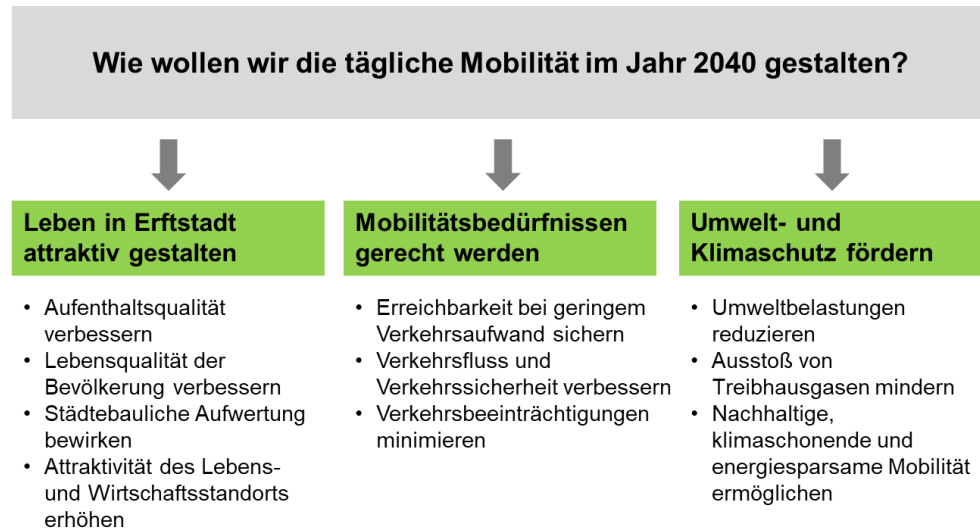 Wie wollen wir die tägliche Mobilität im Jahr 2040 gestalten?
Leben in Erftstadt
attraktiv gestalten
• Aufenthaltsqualität
verbessern
• Lebensqualität der
Bevölkerung verbessern
• Städtebauliche Aufwertung
bewirken
• Attraktivität des Lebens-
und Wirtschaftsstandorts
erhöhen
Mobilitätsbedürfnissen
gerecht werden
• Erreichbarkeit bei geringem
Verkehrsaufwand sichern
• Verkehrsfluss und
Verkehrssicherheit verbessern
• Verkehrsbeeinträchtigungen
minimieren
Umwelt- und
Klimaschutz fördern
• Umweltbelastungen
reduzieren
• Ausstoß von
Treibhausgasen mindern
• Nachhaltige,
klimaschonende und
energiesparsame Mobilität
ermöglichen